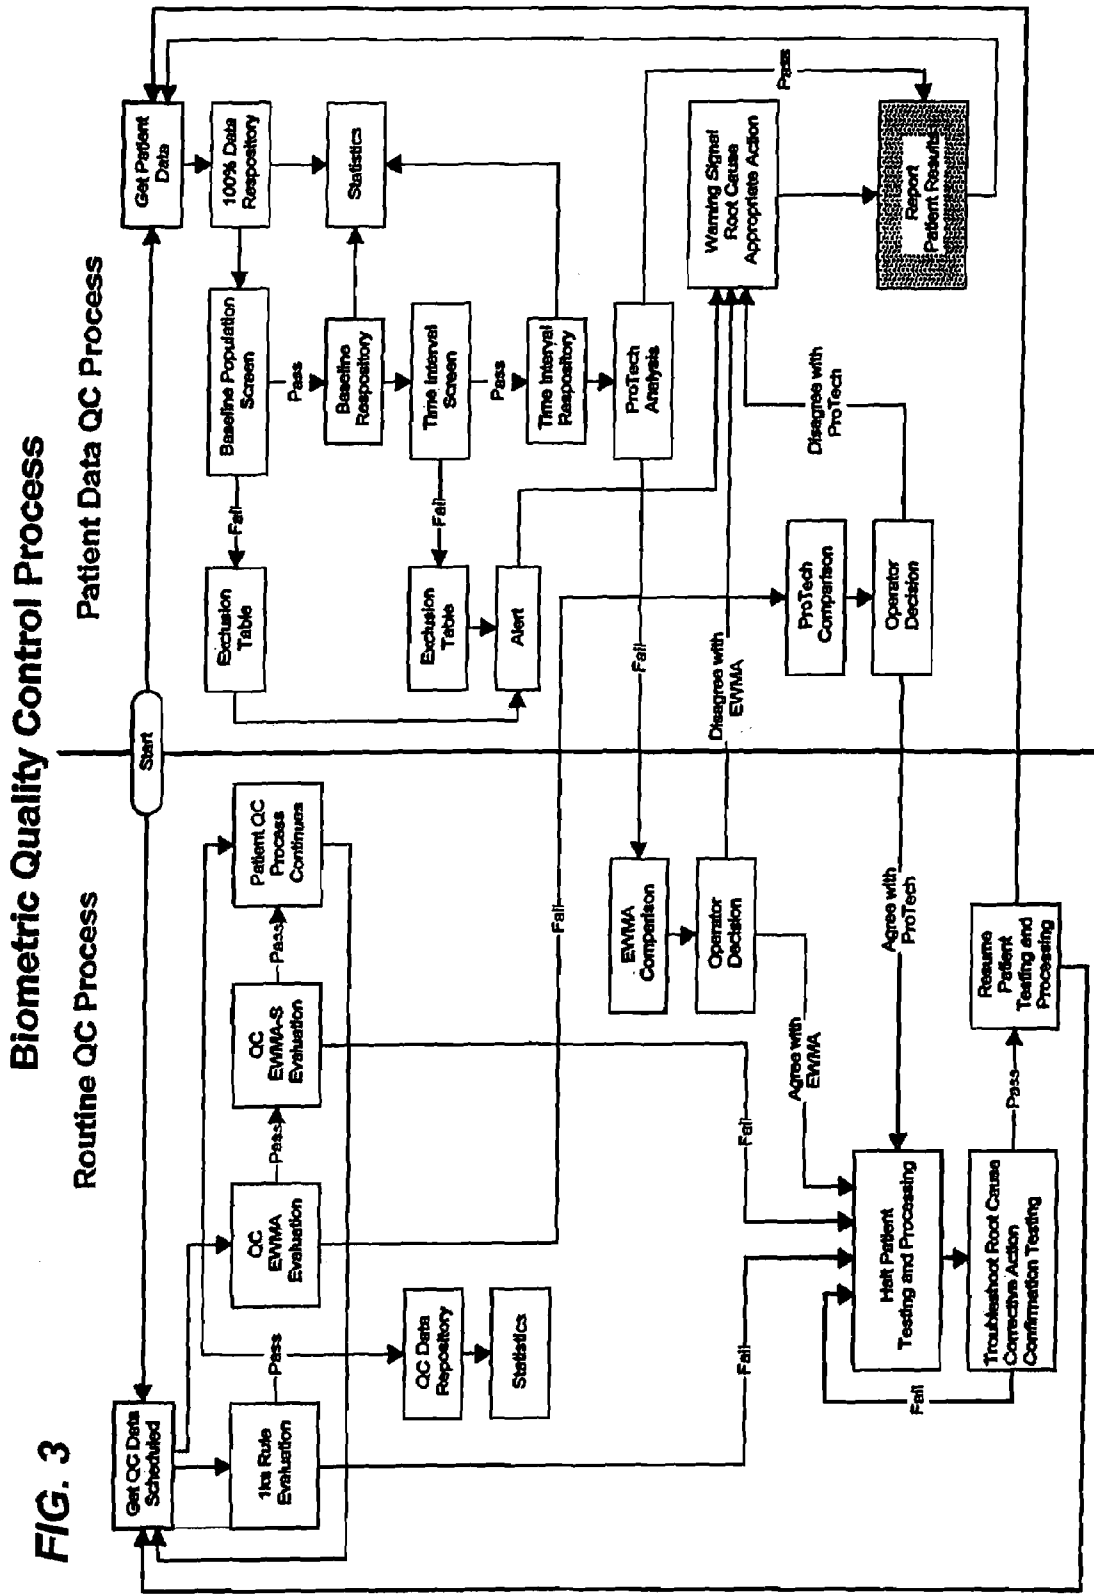 FIG. 3
Biometric Quality Control Process
Routine QC Process
Patient Data QC Process
Start
Get QC Data
Scheduled
1ks Rule
Evaluation
Pass
QC
EWMA
Evaluation
Pass
QC
EWMA-S
Evaluation
Pass
Patient QC
Process
Continues
QC Data
Repository
Statistics
Fail
Fail
Fail
EWMA
Comparison
Operator
Decision
Agree with
EWMA
Disagree with
EWMA
Halt Patient
Testing and Processing
Troubleshoot Root Cause
Corrective Action
Confirmation Testing
Fail
Pass
Resume
Patient
Testing and
Processing
Agree with
ProTech
Get Patient
Data
100% Data
Respository
Statistics
Baseline Population
Screen
Fail
Exclusion
Table
Pass
Baseline
Respository
Time Interval
Screen
Fail
Exclusion
Table
Alert
Pass
Time Interval
Respository
ProTech
Analysis
Fail
Pass
ProTech
Comparison
Operator
Decision
Disagree with
ProTech
Warning Signal
Root Cause
Appropriate Action
Report
Patient Results